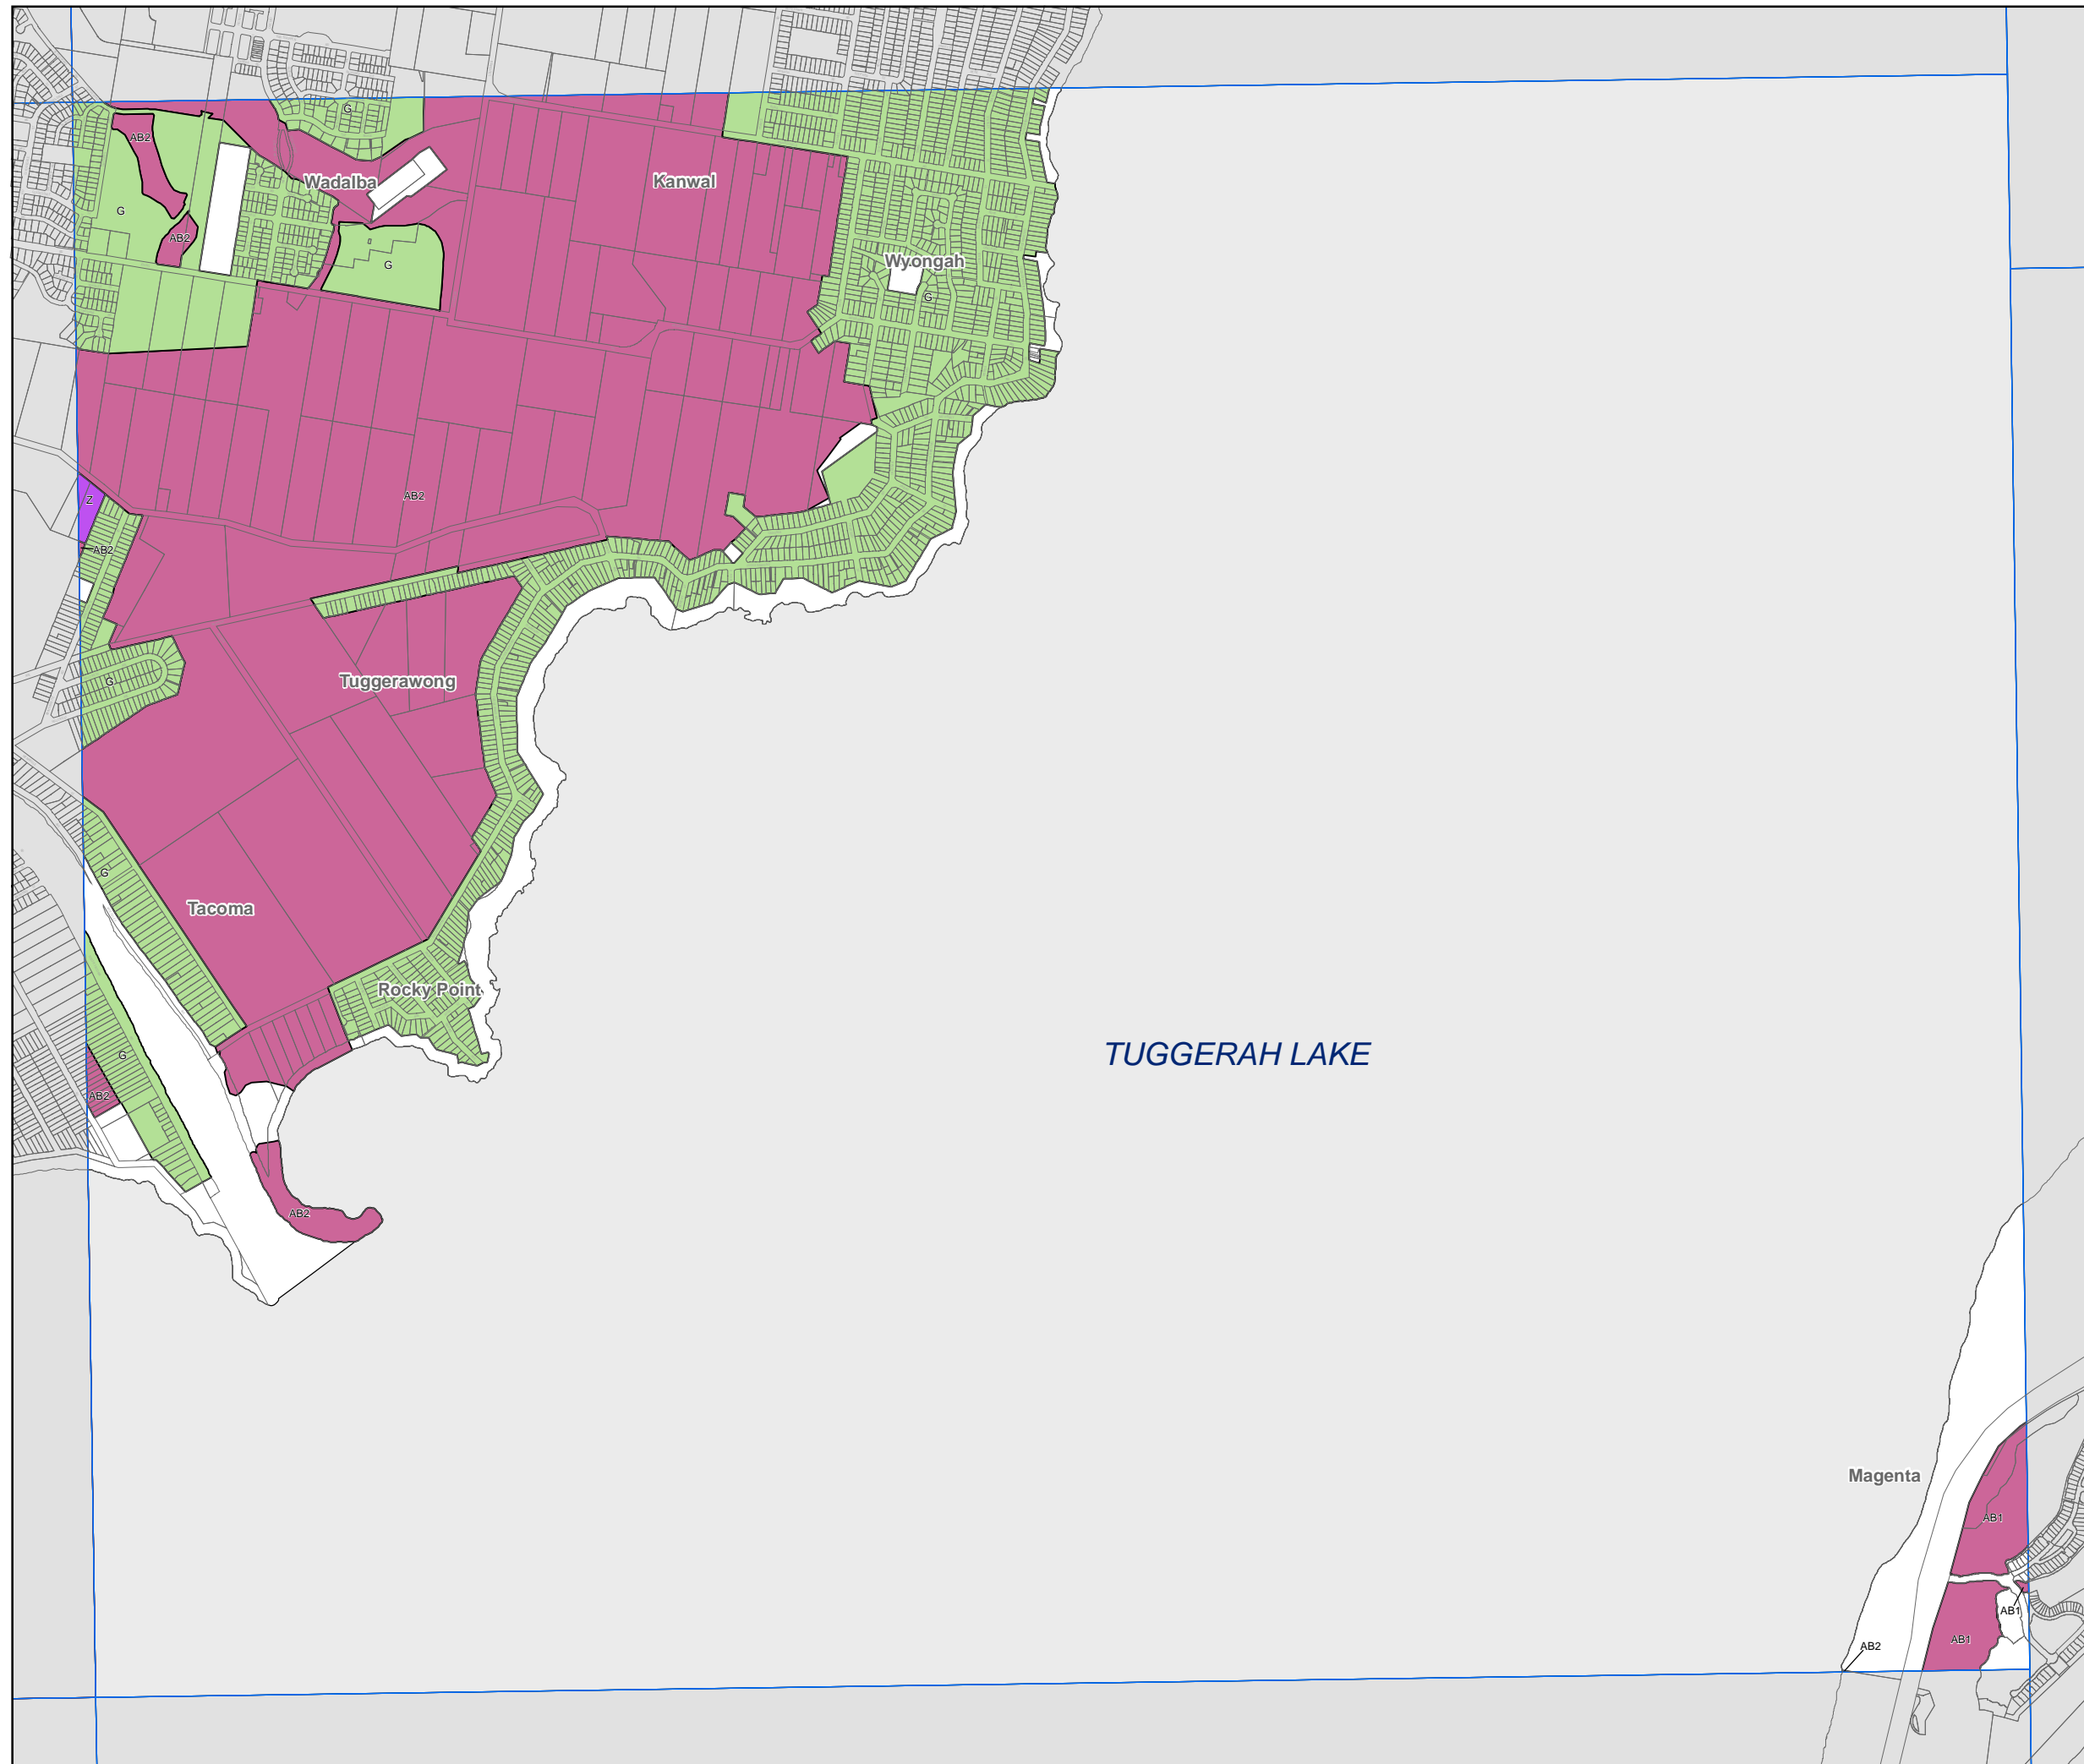 G
AB2
Wadalba
Kanwal
G
AB2
G
Wyongah
G
AB2
Z
AB2
G
Tuggerawong
G
Tacoma
Rocky Point
TUGGERAH LAKE
G
AB2
AB2
Magenta
AB1
AB1
AB1
AB2